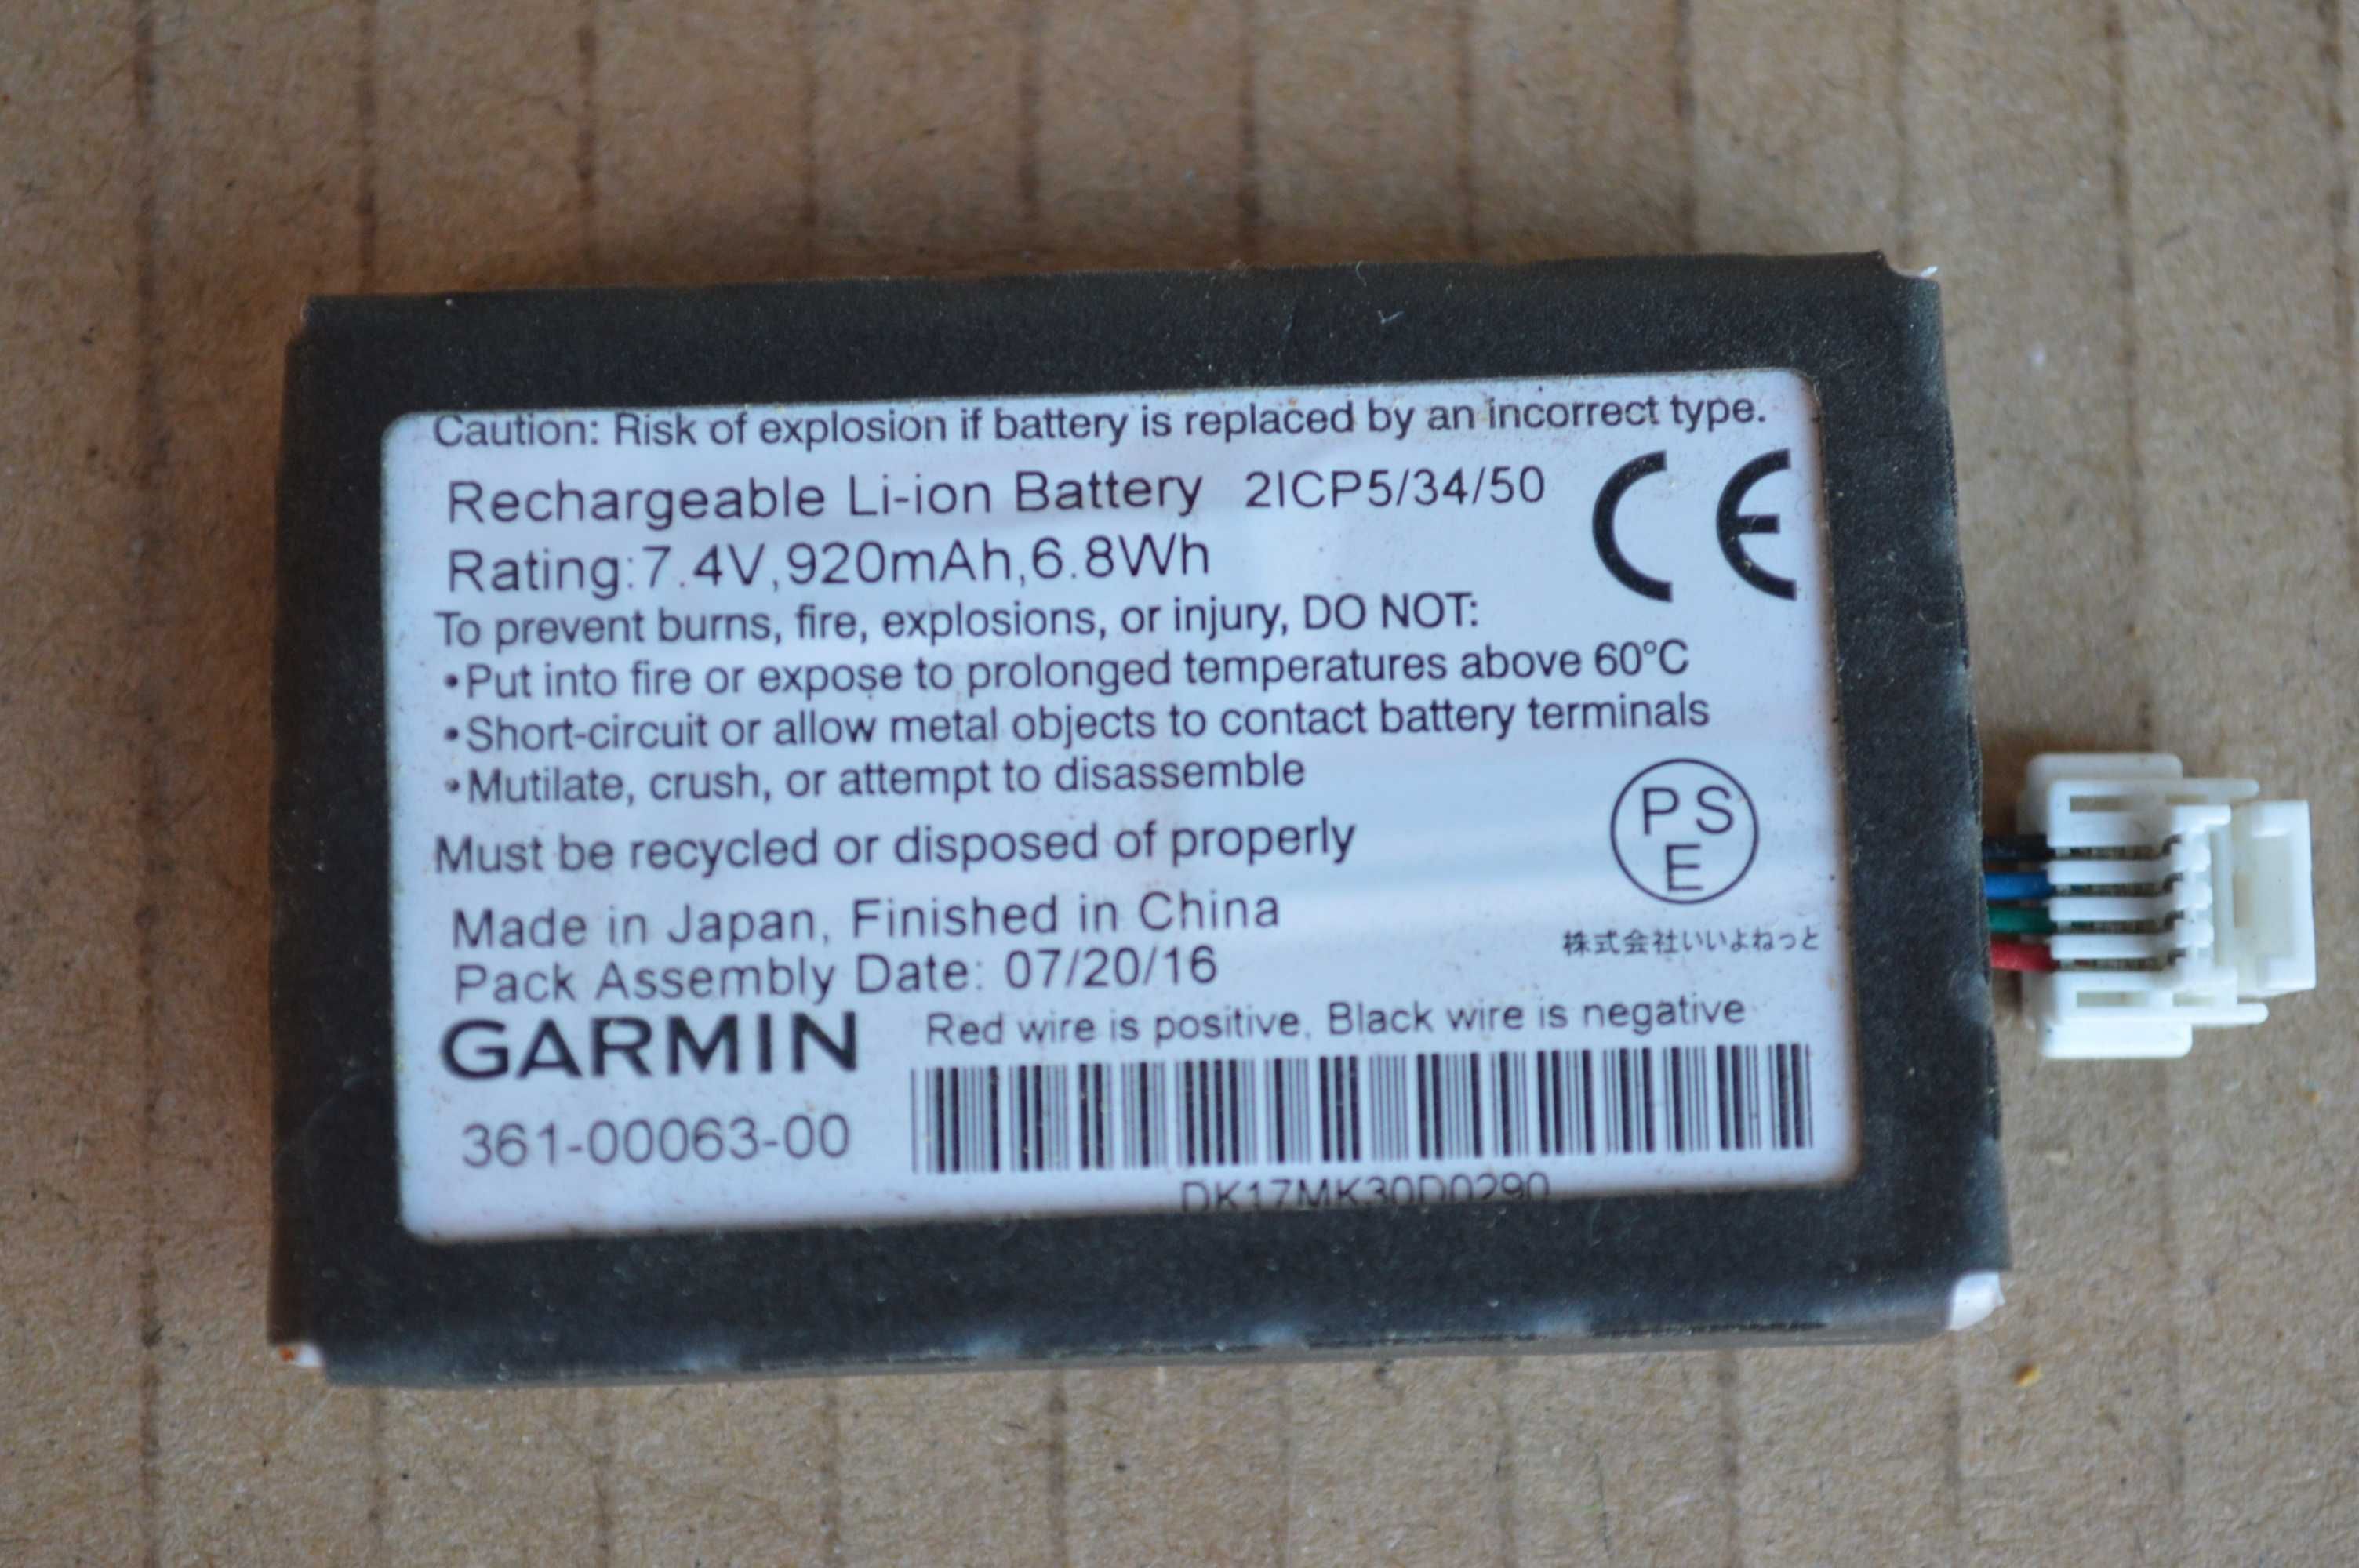 Caution: Risk of explosion if battery is replaced by an incorrect type.
Rechargeable Li-ion Battery 2ICP5/34/50
CE
Rating:7.4V,920mAh,6.8Wh
To prevent burns, fire, explosions, or injury, DO NOT:
•Put into fire or expose to prolonged temperatures above 60°C
•Short-circuit or allow metal objects to contact battery terminals
•Mutilate, crush, or attempt to disassemble
PS
E
Must be recycled or disposed of properly
Made in Japan, Finished in China
株式会社いいよねっと
Pack Assembly Date: 07/20/16
GARMIN
Red wire is positive, Black wire is negative
361-00063-00
DK17MK30D0290